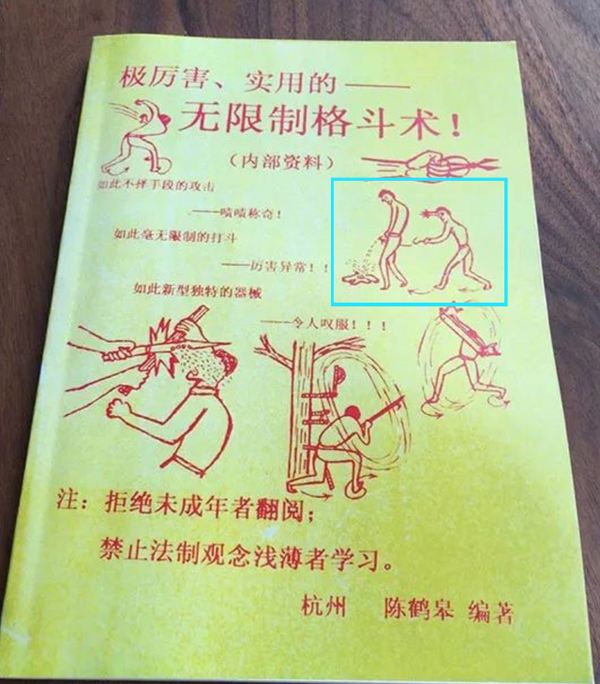 极厉害、实用的——
无限制格斗术！
（内部资料）
如此不择手段的攻击
——啧啧称奇！
如此毫无限制的打斗
——厉害异常！！
如此新型独特的器械
——令人叹服！！！
注：拒绝未成年者翻阅；
禁止法制观念浅薄者学习。
杭州 陈鹤皋 编著